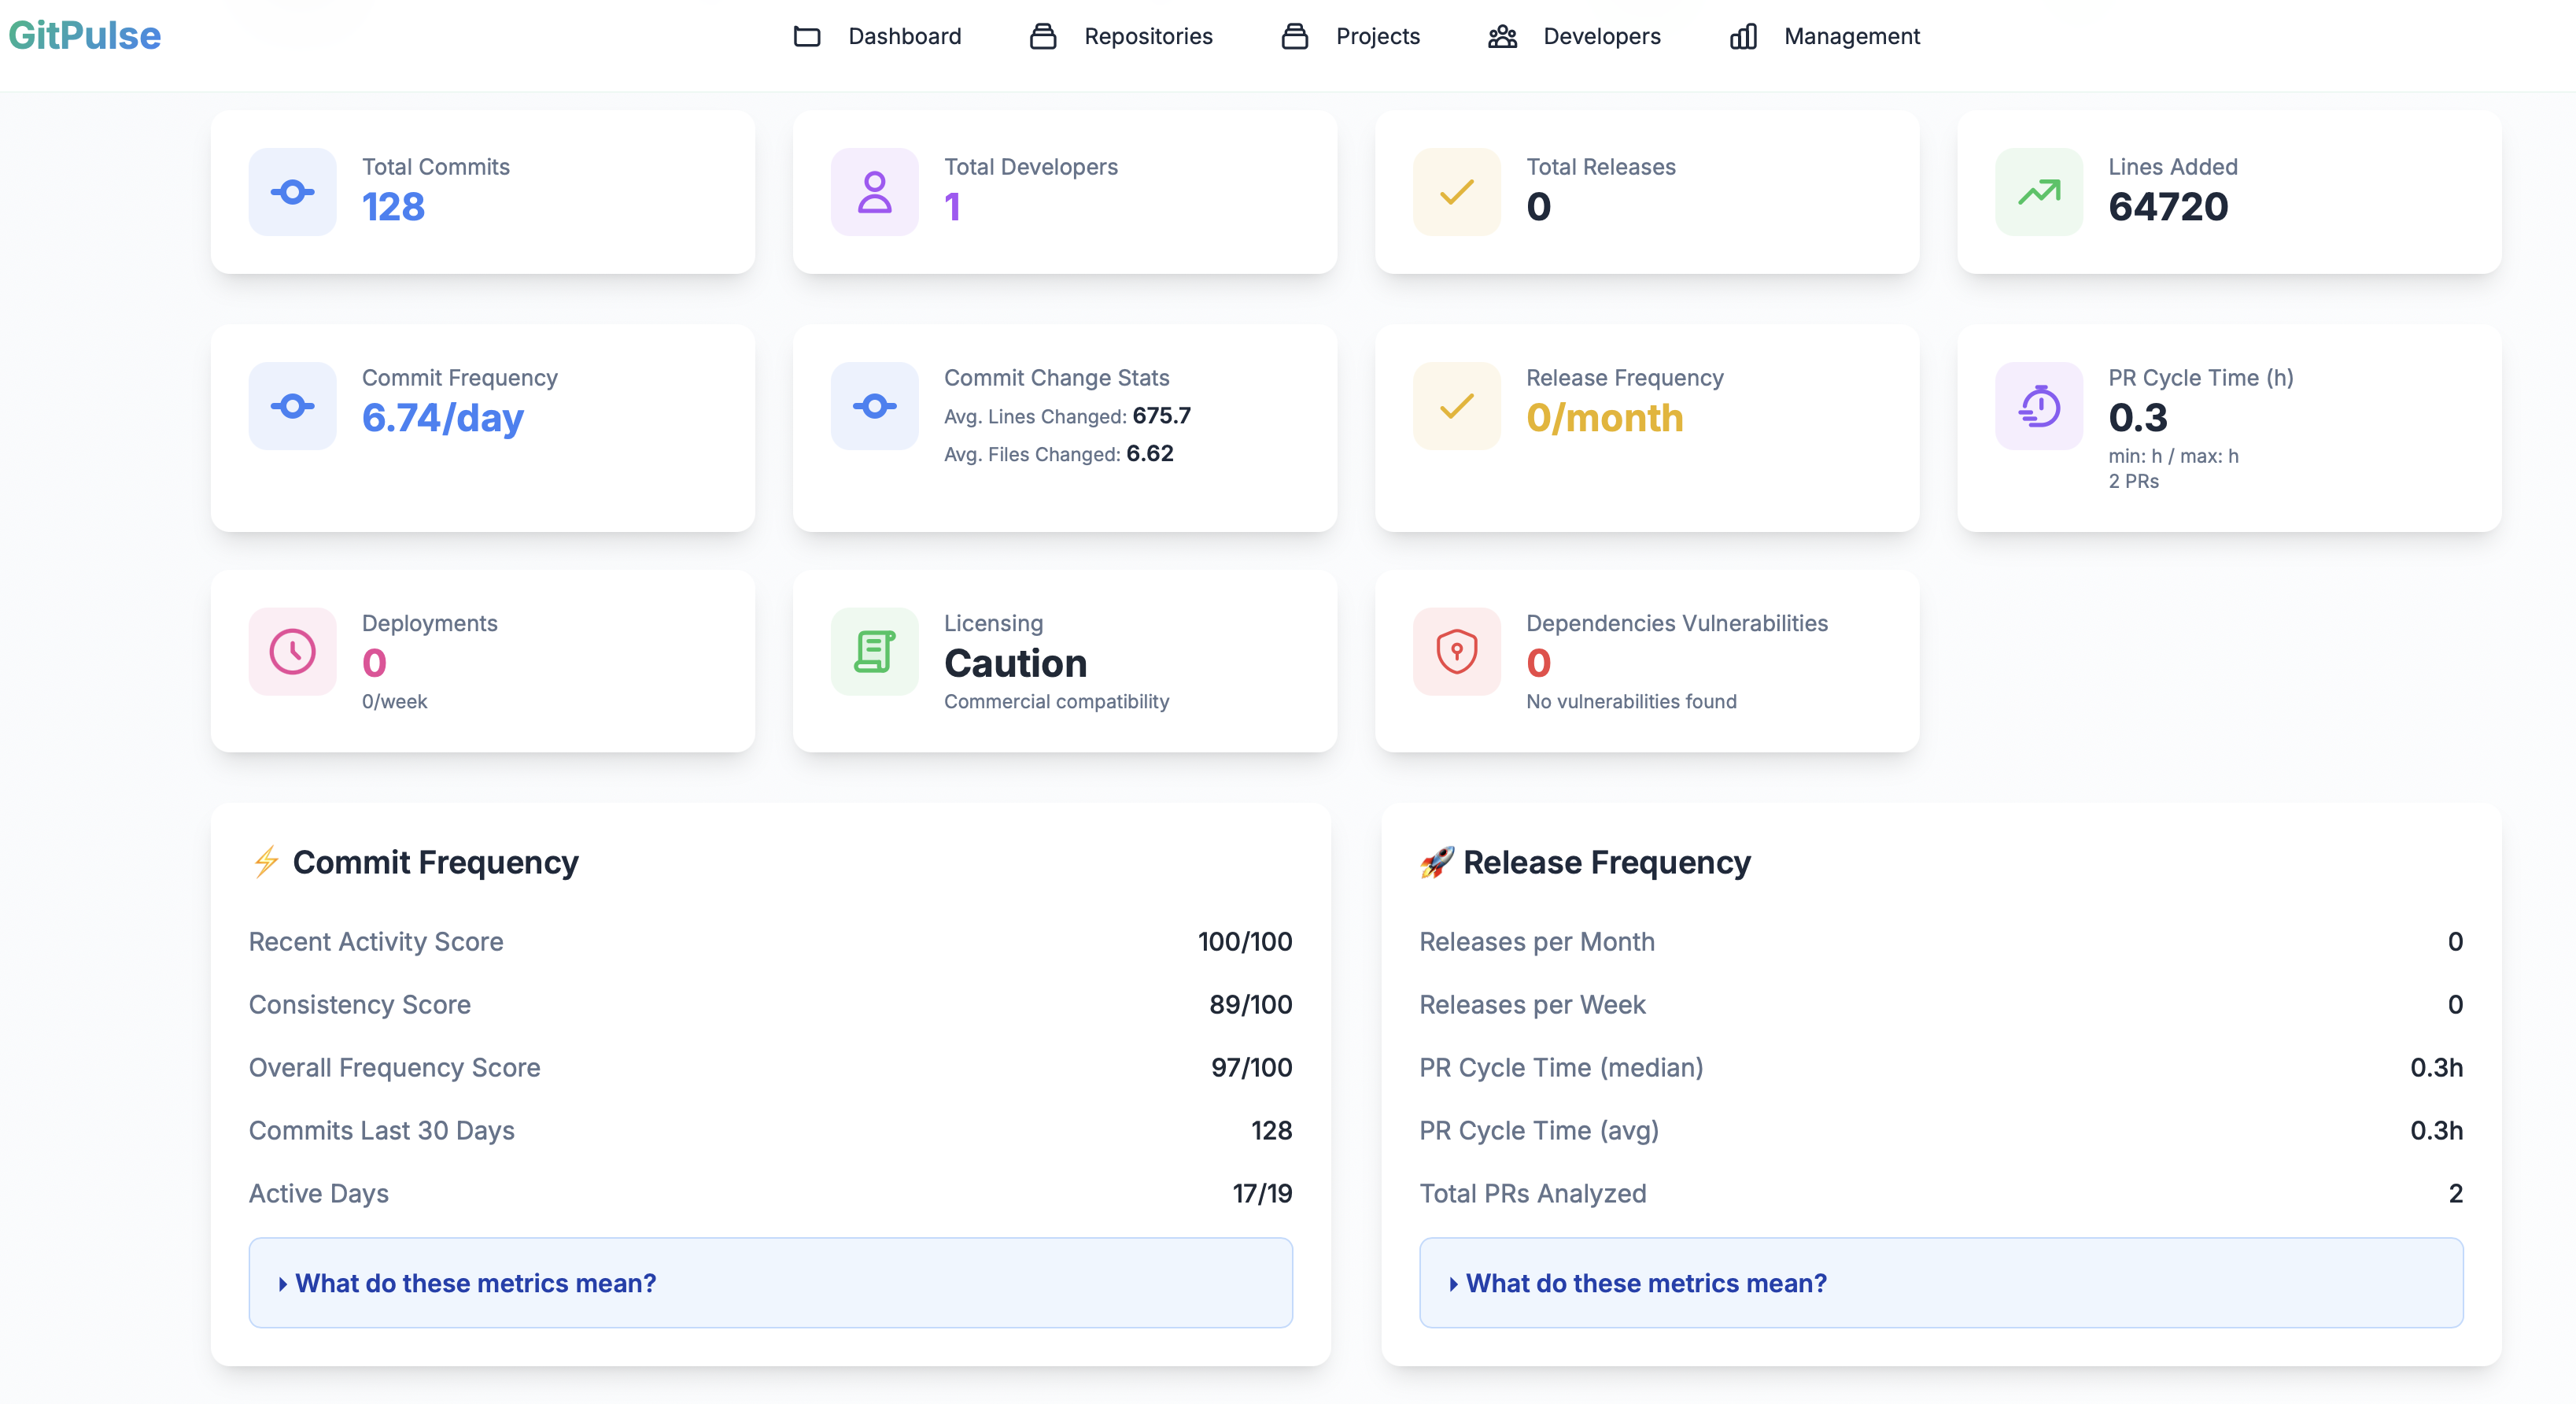 GitPulse
Dashboard
Repositories
Projects
Developers
Management
Total Commits
128
Total Developers
1
Total Releases
0
Lines Added
64720
Commit Frequency
6.74/day
Commit Change Stats
Avg. Lines Changed: 675.7
Avg. Files Changed: 6.62
Release Frequency
0/month
PR Cycle Time (h)
0.3
min: h / max: h
2 PRs
Deployments
0
0/week
Licensing
Caution
Commercial compatibility
Dependencies Vulnerabilities
0
No vulnerabilities found
⚡ Commit Frequency
Recent Activity Score 100/100
Consistency Score 89/100
Overall Frequency Score 97/100
Commits Last 30 Days 128
Active Days 17/19
What do these metrics mean?
🚀 Release Frequency
Releases per Month 0
Releases per Week 0
PR Cycle Time (median) 0.3h
PR Cycle Time (avg) 0.3h
Total PRs Analyzed 2
What do these metrics mean?